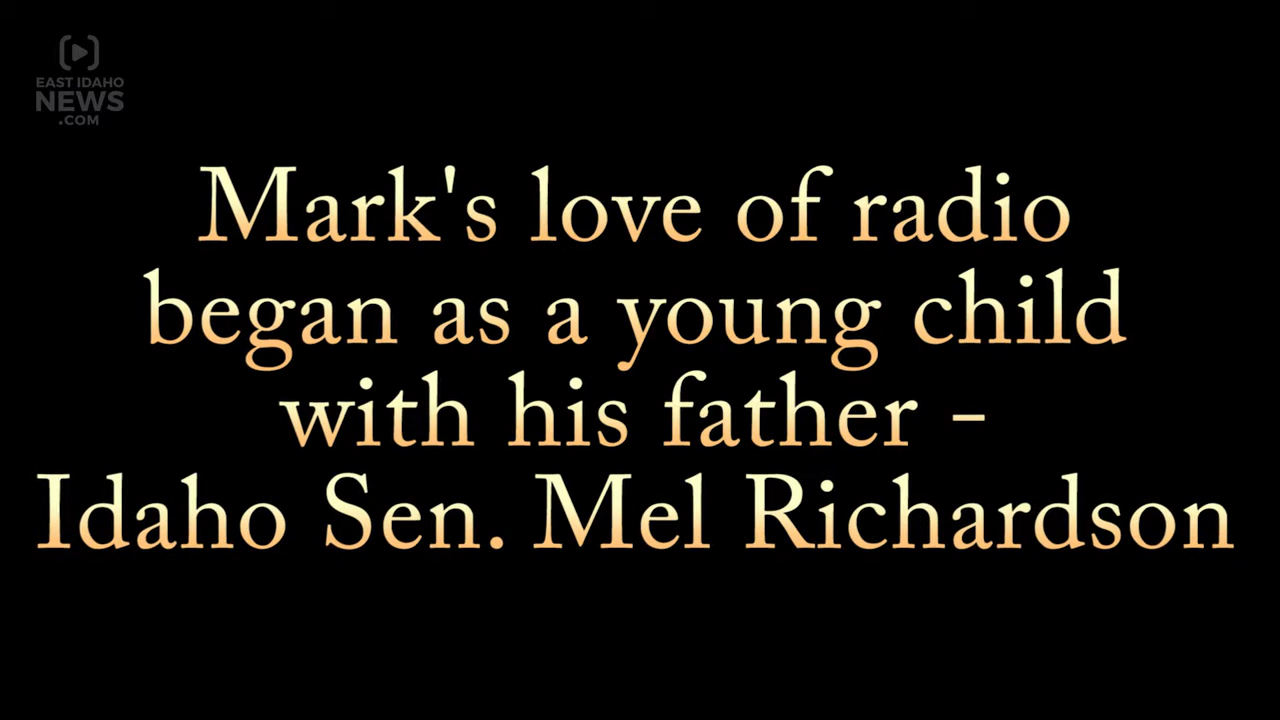 EAST IDAHO
NEWS
.COM
Mark's love of radio
began as a young child
with his father -
Idaho Sen. Mel Richardson